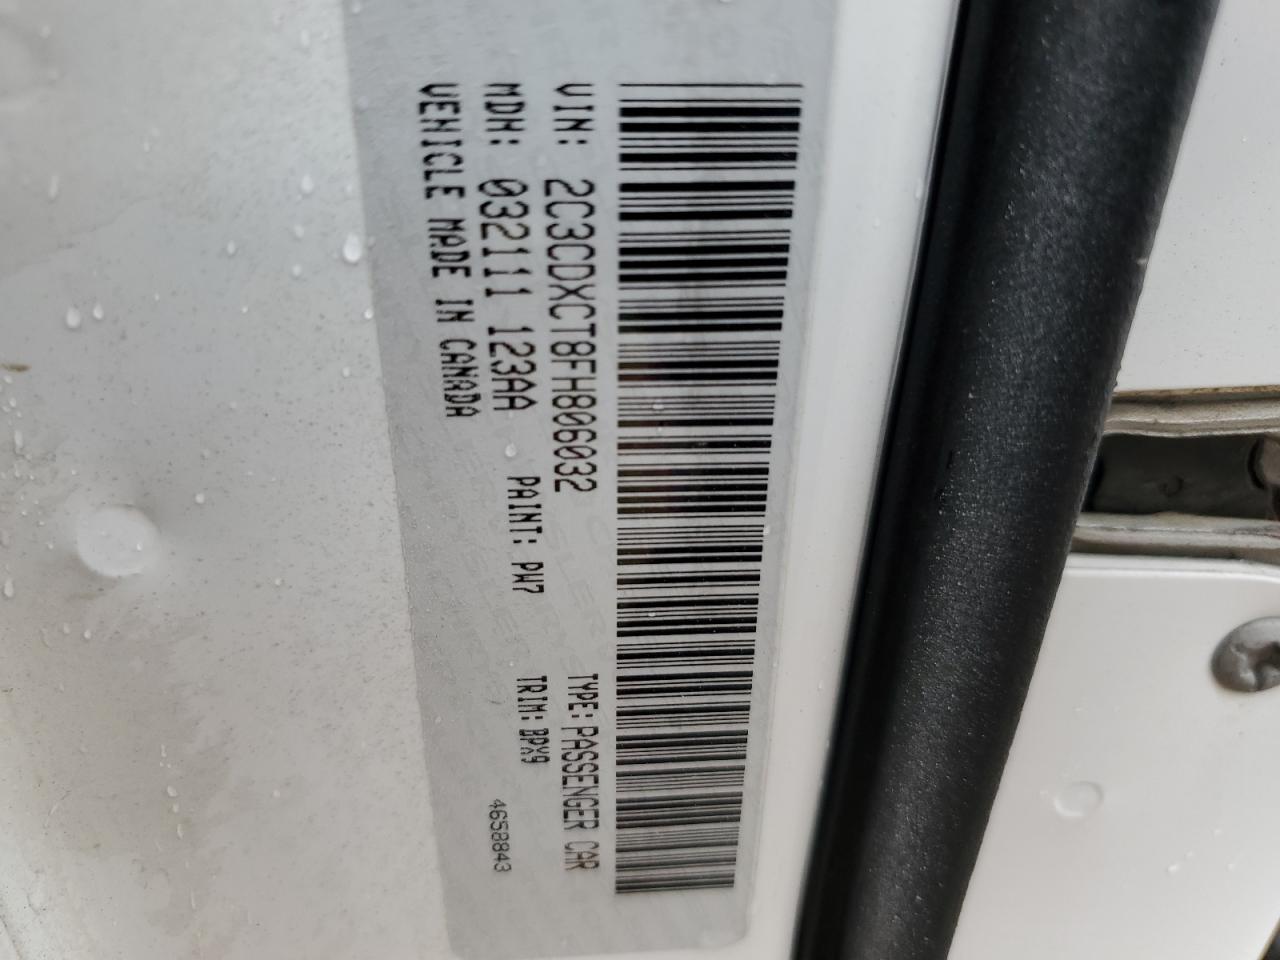 VIN: 2C3CDXCT8FH806032 TYPE: PASSENGER CAR
MDH: 032111 123AA PAINT: PW7 TRIM: BPX9
VEHICLE MADE IN CANADA 4658843